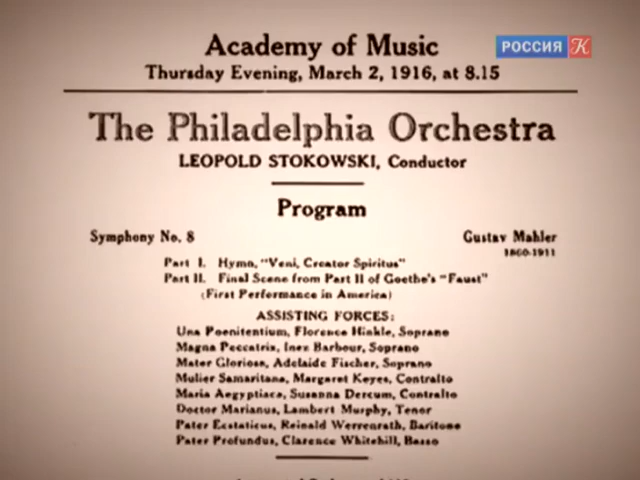 Academy of Music
РОССИЯ К
Thursday Evening, March 2, 1916, at 8.15
The Philadelphia Orchestra
LEOPOLD STOKOWSKI, Conductor
Program
Symphony No. 8 Gustav Mahler
1860-1911
Part I. Hymn, "Veni, Creator Spiritus"
Part II. Final Scene from Part II of Goethe's "Faust"
(First Performance in America)
ASSISTING FORCES:
Una Poenitentium, Florence Hinkle, Soprano
Magna Peccatrix, Inez Barbour, Soprano
Mater Gloriosa, Adelaide Fischer, Soprano
Mulier Samaritana, Margaret Keyes, Contralto
Maria Aegyptiaca, Susanna Dercum, Contralto
Doctor Marianus, Lambert Murphy, Tenor
Pater Ecstaticus, Reinald Werrenrath, Baritone
Pater Profundus, Clarence Whitehill, Basso